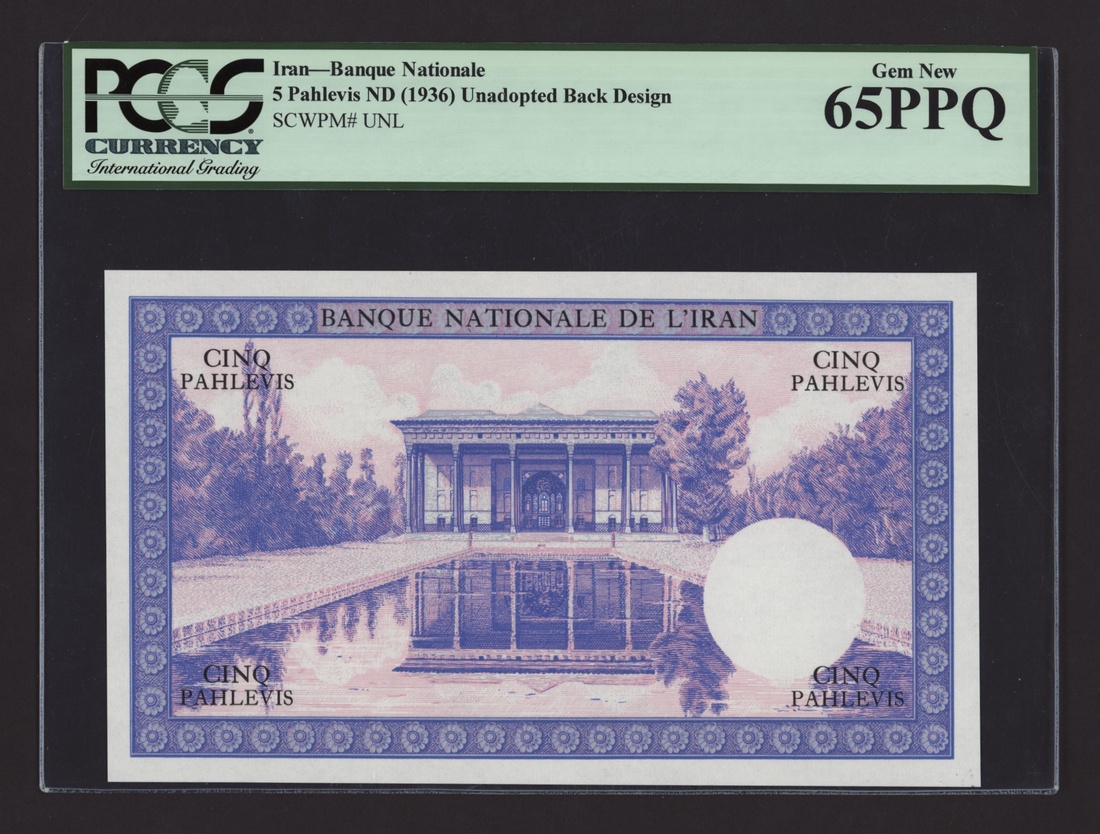 PCGS
CURRENCY
International Grading
Iran—Banque Nationale
5 Pahlevis ND (1936) Unadopted Back Design
SCWPM# UNL
Gem New
65PPQ
BANQUE NATIONALE DE L'IRAN
CINQ
PAHLEVIS
CINQ
PAHLEVIS
CINQ
PAHLEVIS
CINQ
PAHLEVIS